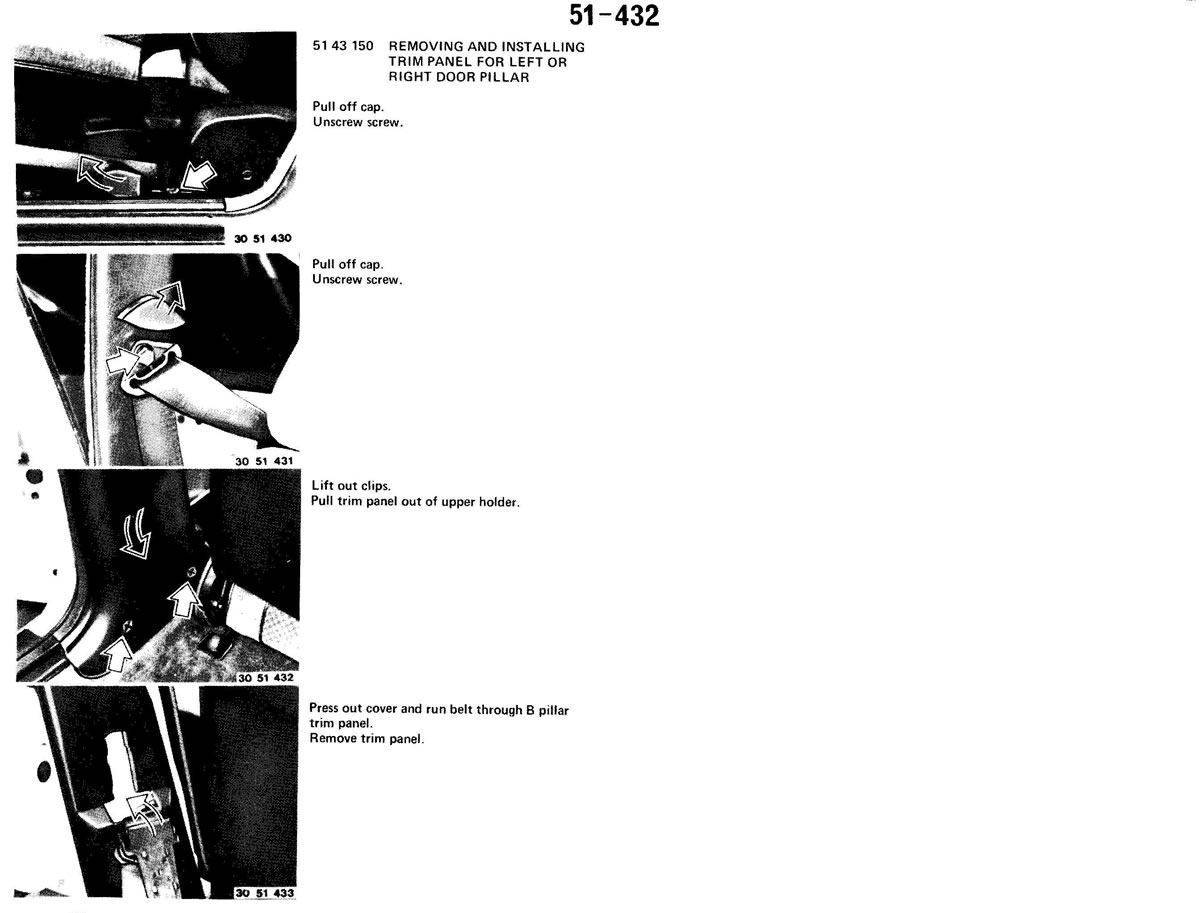 51-432
51 43 150 REMOVING AND INSTALLING
TRIM PANEL FOR LEFT OR
RIGHT DOOR PILLAR
Pull off cap.
Unscrew screw.
30 51 430
Pull off cap.
Unscrew screw.
30 51 431
Lift out clips.
Pull trim panel out of upper holder.
30 51 432
Press out cover and run belt through B pillar
trim panel.
Remove trim panel.
30 51 433